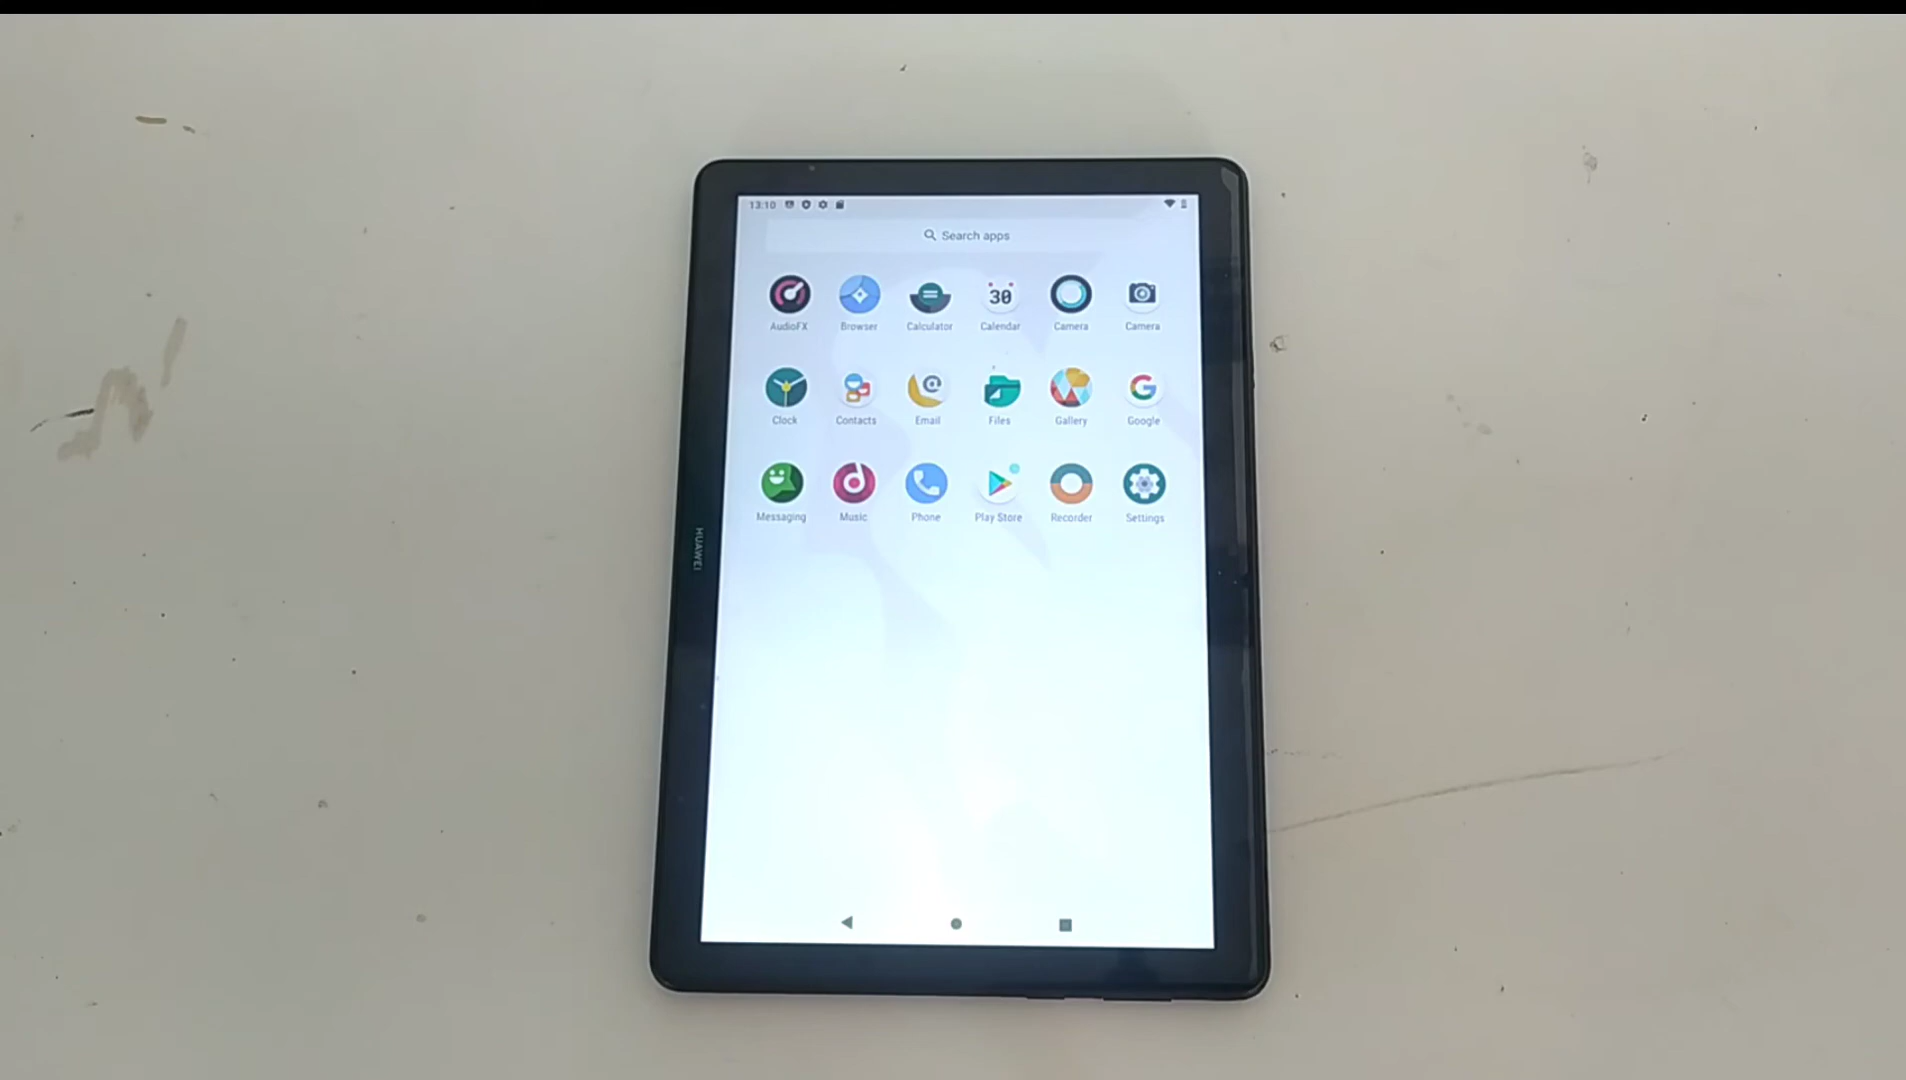 13:10
Search apps
AudioFX Browser Calculator 30 Calendar Camera Camera
Clock Contacts @ Email Files Gallery G Google
Messaging Music Phone Play Store Recorder Settings
HUAWEI